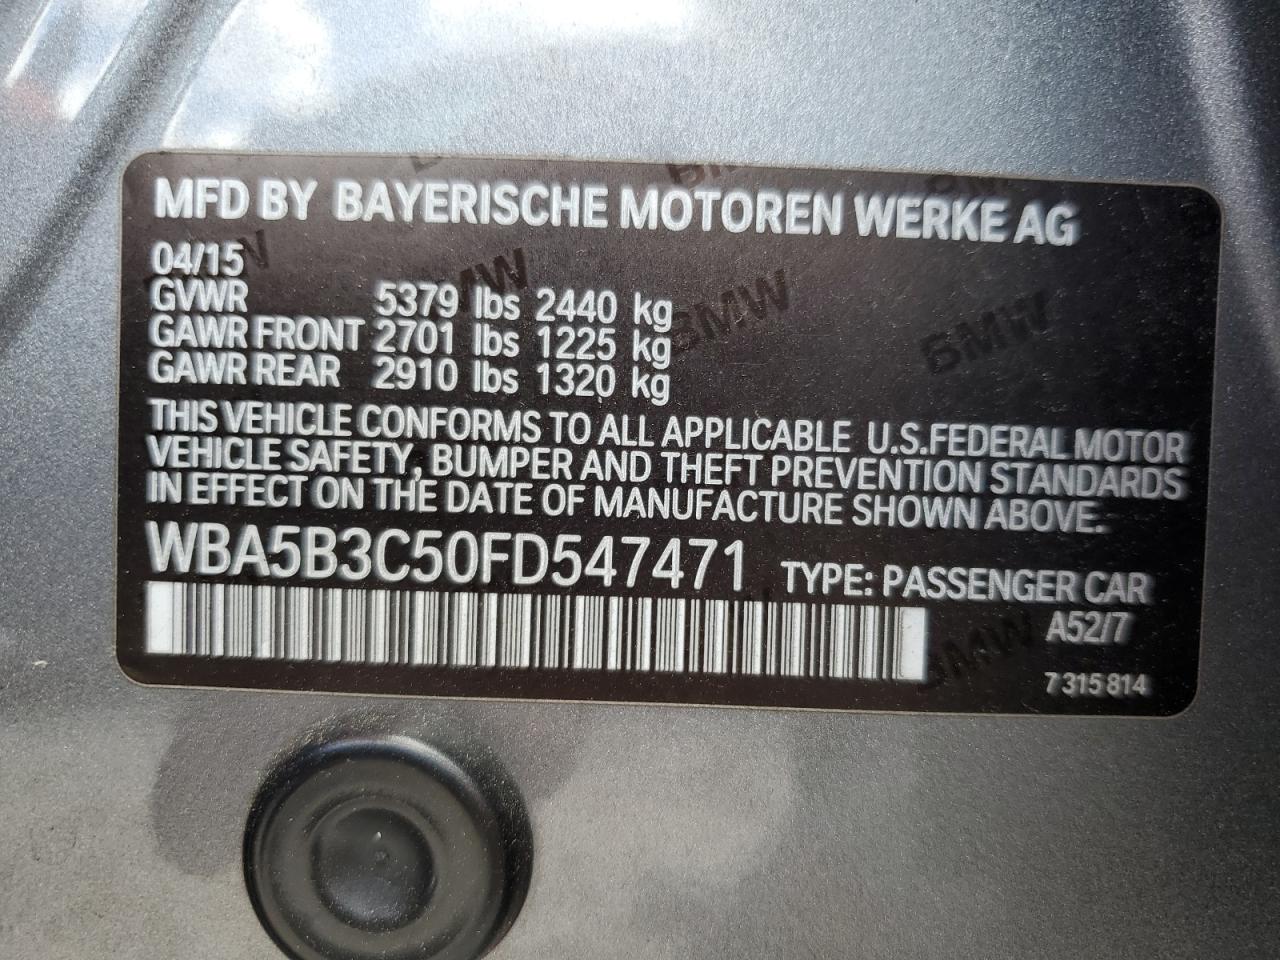 MFD BY BAYERISCHE MOTOREN WERKE AG
04/15
GVWR 5379 lbs 2440 kg
GAWR FRONT 2701 lbs 1225 kg
GAWR REAR 2910 lbs 1320 kg
THIS VEHICLE CONFORMS TO ALL APPLICABLE U.S.FEDERAL MOTOR
VEHICLE SAFETY, BUMPER AND THEFT PREVENTION STANDARDS
IN EFFECT ON THE DATE OF MANUFACTURE SHOWN ABOVE.
WBA5B3C50FD547471 TYPE: PASSENGER CAR
A52/7
7 315 814
BMW
BMW
BMW
BMW
BMW
BMW
BMW